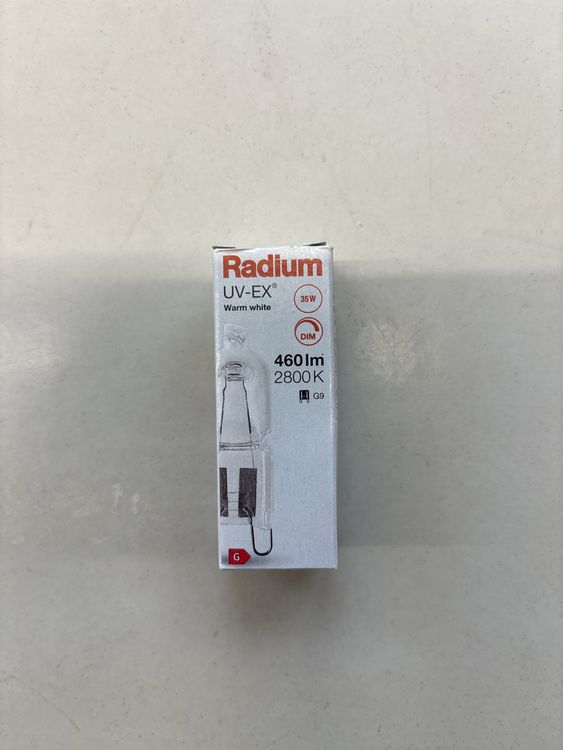 Radium
UV-EX®
Warm white
35W
DIM
460lm
2800K
G9
G